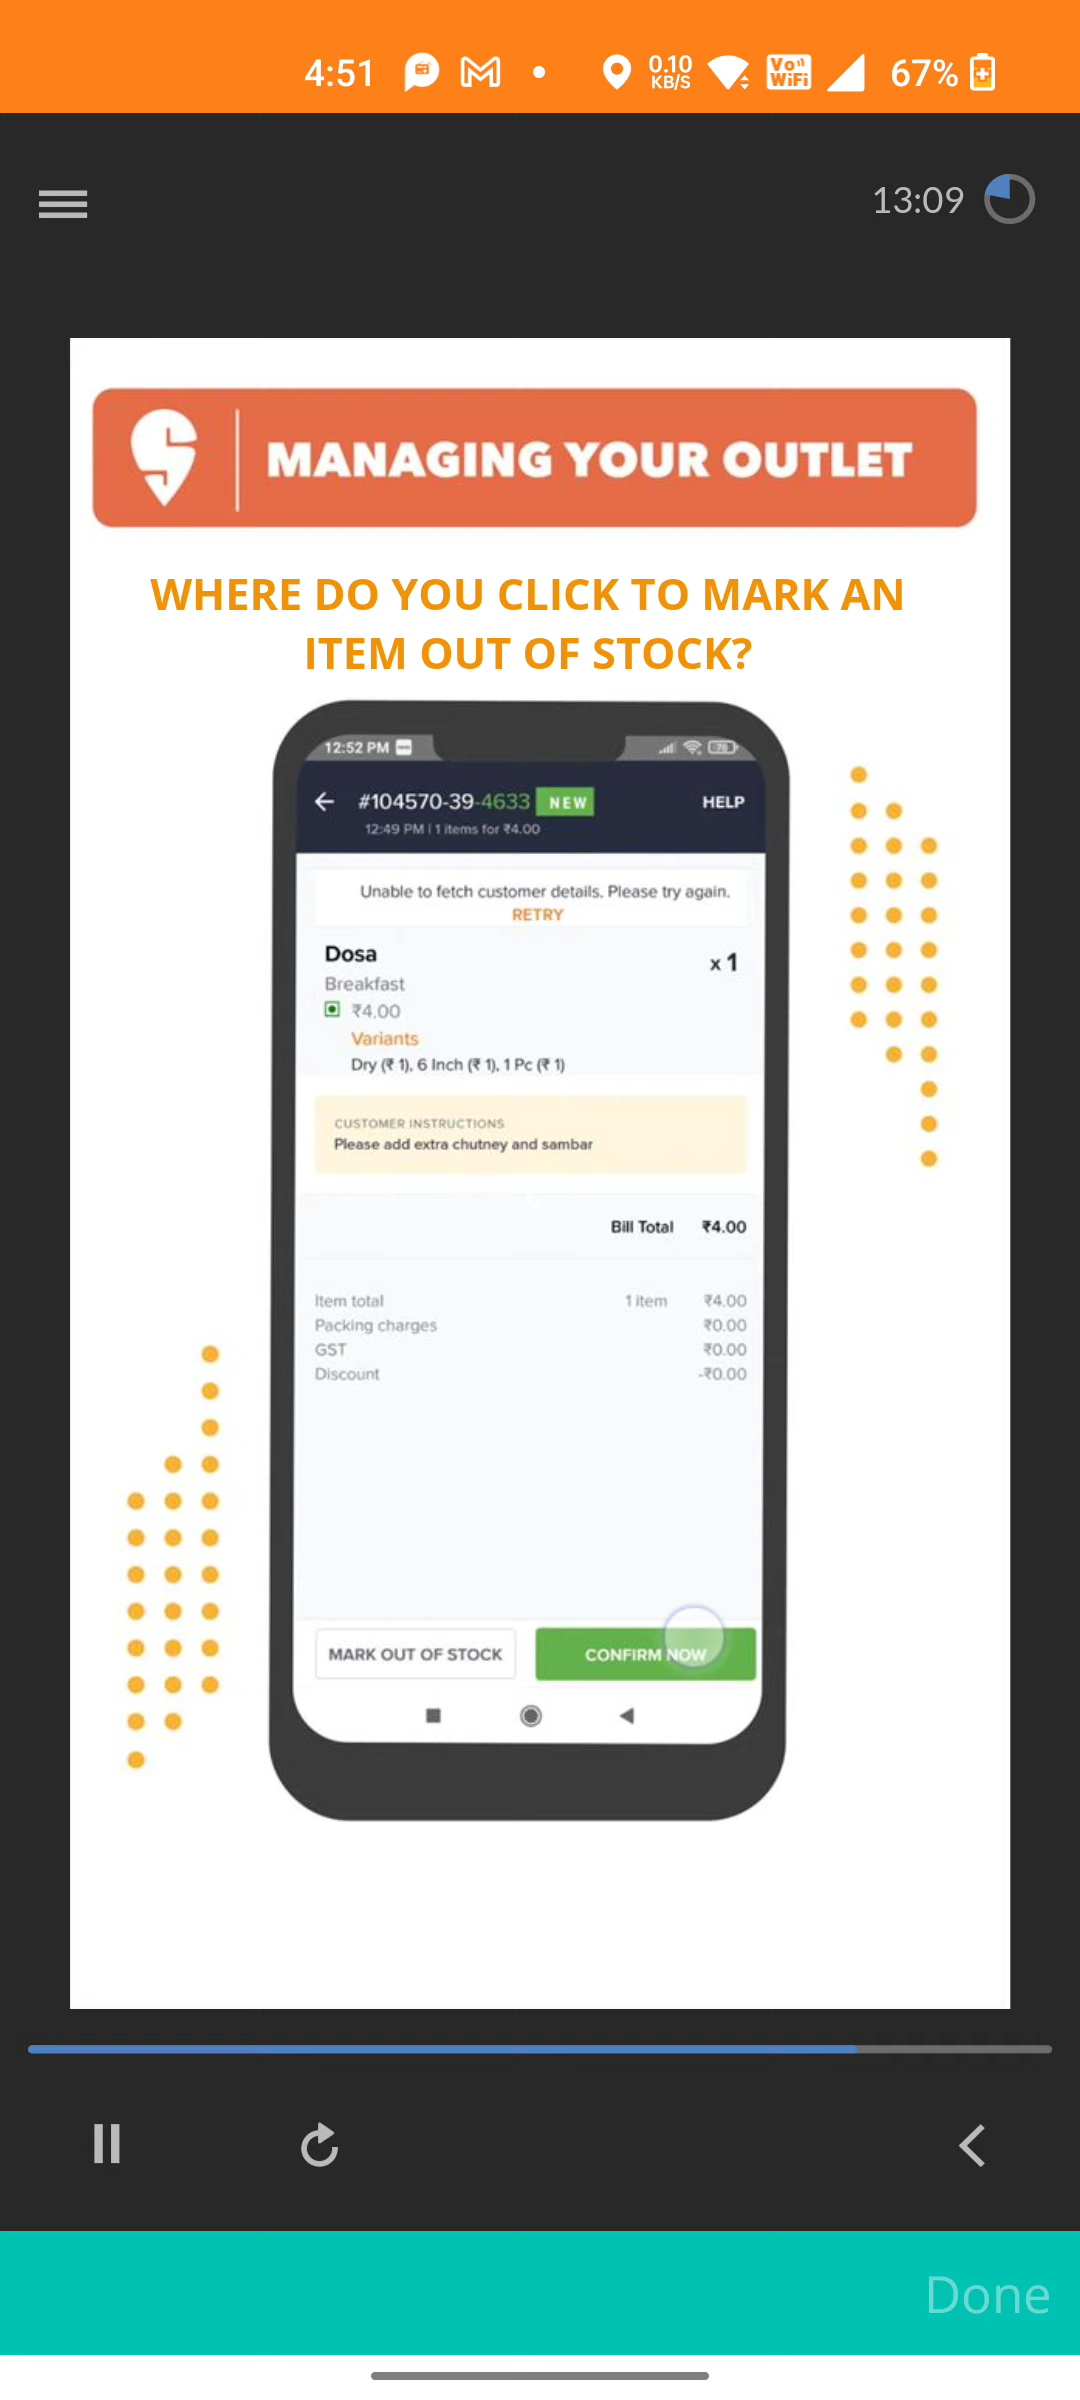 4:51
0.10
KB/S
Vo
WiFi
67%
13:09
MANAGING YOUR OUTLET
WHERE DO YOU CLICK TO MARK AN
ITEM OUT OF STOCK?
12:52 PM
70
#104570-39-4633 NEW HELP
12:49 PM | 1 items for ₹4.00
Unable to fetch customer details. Please try again.
RETRY
Dosa x 1
Breakfast
₹4.00
Variants
Dry (₹ 1), 6 Inch (₹ 1), 1 Pc (₹ 1)
CUSTOMER INSTRUCTIONS
Please add extra chutney and sambar
Bill Total ₹4.00
Item total 1 item ₹4.00
Packing charges ₹0.00
GST ₹0.00
Discount -₹0.00
MARK OUT OF STOCK CONFIRM NOW
Done